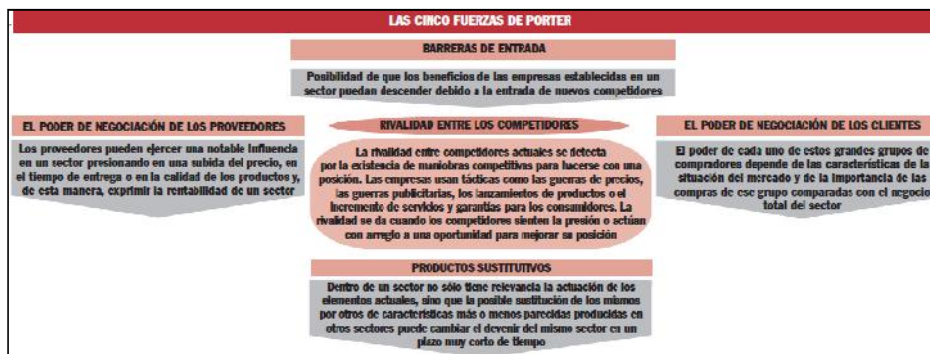 LAS CINCO FUERZAS DE PORTER
BARRERAS DE ENTRADA
Posibilidad de que los beneficios de las empresas establecidas en un
sector puedan descender debido a la entrada de nuevos competidores
EL PODER DE NEGOCIACIÓN DE LOS PROVEEDORES
Los proveedores pueden ejercer una notable influencia
en un sector presionando en una subida del precio, en
el tiempo de entrega o en la calidad de los productos y,
de esta manera, exprimir la rentabilidad de un sector
RIVALIDAD ENTRE LOS COMPETIDORES
La rivalidad entre competidores actuales se detecta
por la existencia de maniobras competitivas para hacerse con una
posición. Las empresas usan tácticas como las guerras de precios,
las guerras publicitarias, los lanzamientos de productos o el
incremento de servicios y garantías para los consumidores. La
rivalidad se da cuando los competidores sienten la presión o actúan
con arreglo a una oportunidad para mejorar su posición
EL PODER DE NEGOCIACIÓN DE LOS CLIENTES
El poder de cada uno de estos grandes grupos de
compradores depende de las características de la
situación del mercado y de la importancia de las
compras de ese grupo comparadas con el negocio
total del sector
PRODUCTOS SUSTITUTIVOS
Dentro de un sector no sólo tiene relevancia la actuación de los
elementos actuales, sino que la posible sustitución de los mismos
por otros de características más o menos parecidas producidas en
otros sectores puede cambiar el devenir del mismo sector en un
plazo muy corto de tiempo